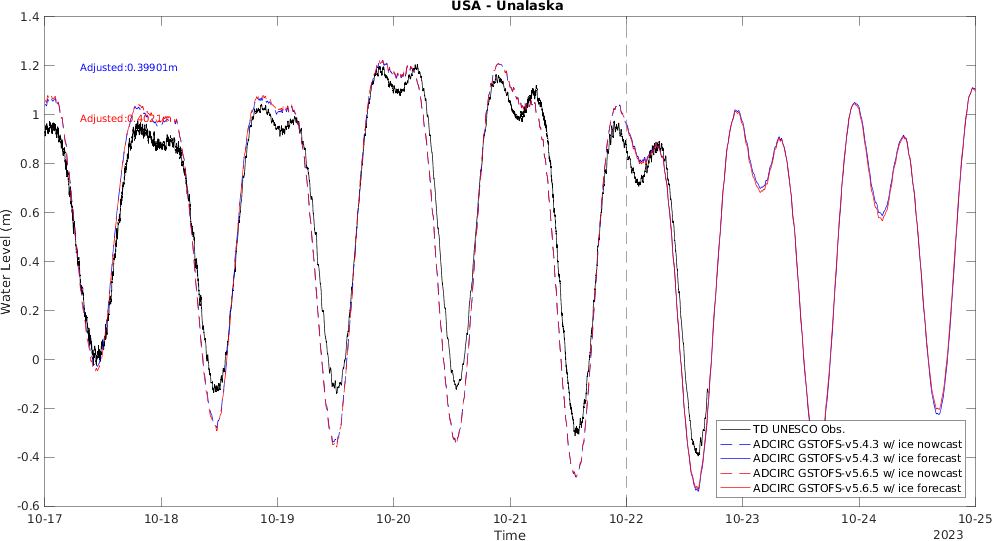 USA - Unalaska
1.4
1.2
1
0.8
0.6
0.4
0.2
0
-0.2
-0.4
-0.6
Water Level (m)
Adjusted:0.39901m
Adjusted:0.4021m
TD UNESCO Obs.
ADCIRC GSTOFS-v5.4.3 w/ ice nowcast
ADCIRC GSTOFS-v5.4.3 w/ ice forecast
ADCIRC GSTOFS-v5.6.5 w/ ice nowcast
ADCIRC GSTOFS-v5.6.5 w/ ice forecast
10-17 10-18 10-19 10-20 10-21 10-22 10-23 10-24 10-25
Time
2023